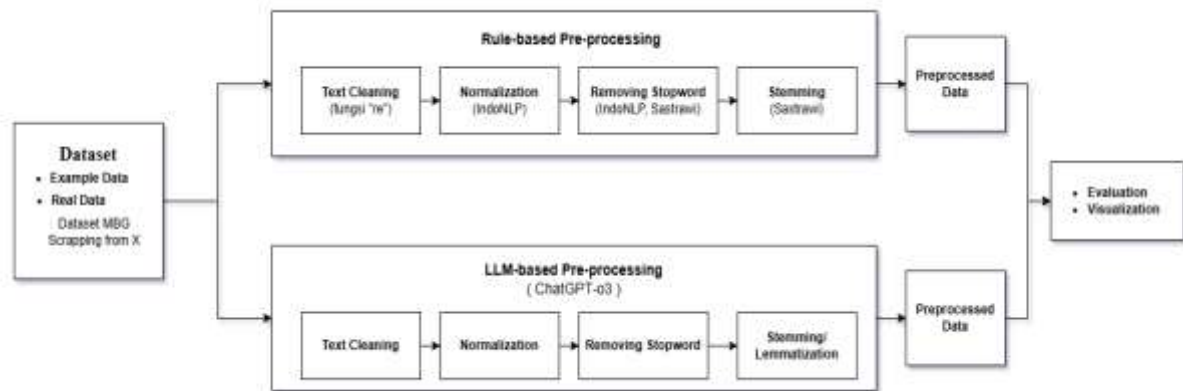 Dataset
• Example Data
• Real Data
Dataset MBG
Scrapping from X
Rule-based Pre-processing
Text Cleaning
(fungsi "re")
Normalization
(IndoNLP)
Removing Stopword
(IndoNLP, Sastrawi)
Stemming
(Sastrawi)
Preprocessed
Data
LLM-based Pre-processing
( ChatGPT-o3 )
Text Cleaning
Normalization
Removing Stopword
Stemming/
Lemmatization
Preprocessed
Data
• Evaluation
• Visualization